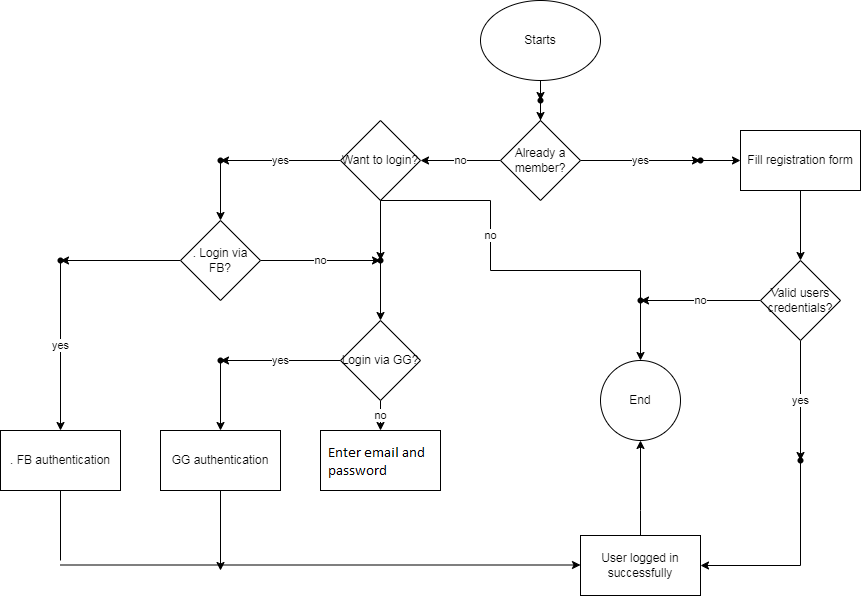 Starts
Want to login?
yes
no
Already a
member?
yes
Fill registration form
. Login via
FB?
no
no
Valid users
credentials?
no
yes
Login via GG?
yes
no
End
yes
. FB authentication
GG authentication
Enter email and
password
User logged in
successfully